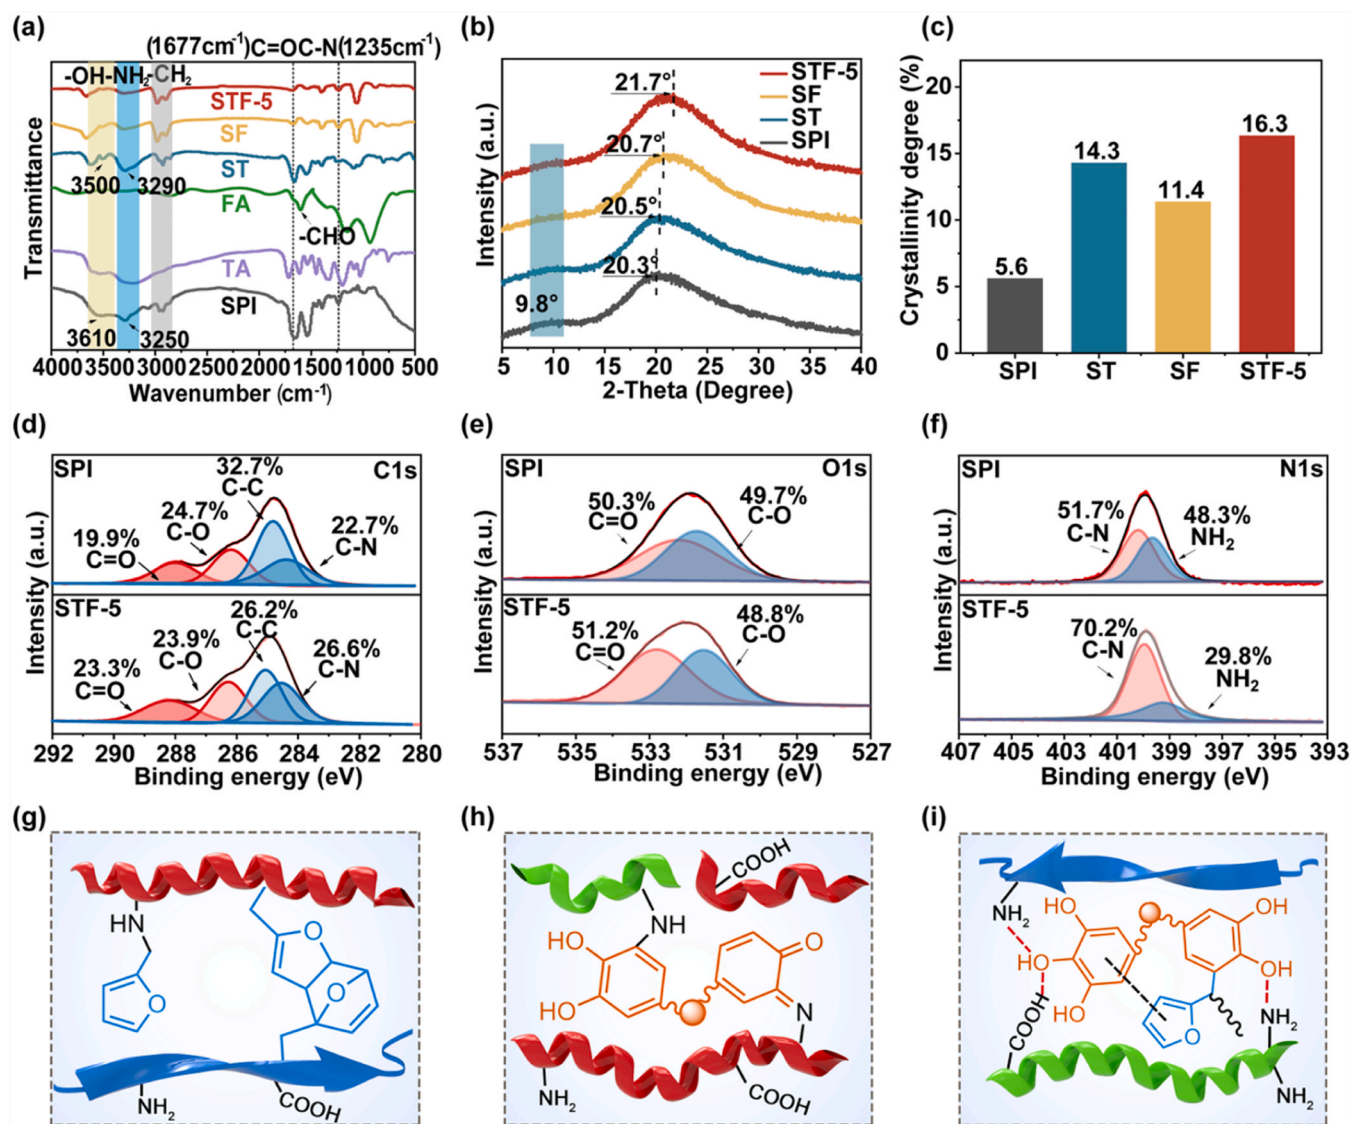 (a)
(1677cm⁻¹)C=OC-N(1235cm⁻¹)
-OH-NH₂-CH₂
STF-5
SF
ST
3500
3290
FA
-CHO
TA
SPI
3610
3250
Transmittance
4000 3500 3000 2500 2000 1500 1000 500
Wavenumber (cm⁻¹)
(b)
STF-5
SF
ST
SPI
21.7°
20.7°
20.5°
20.3°
9.8°
Intensity (a.u.)
5 10 15 20 25 30 35 40
2-Theta (Degree)
(c)
Crystallinity degree (%)
20
15
10
5
0
5.6
14.3
11.4
16.3
SPI ST SF STF-5
(d)
SPI
C1s
32.7%
C-C
24.7%
C-O
19.9%
C=O
22.7%
C-N
STF-5
26.2%
C-C
23.9%
C-O
23.3%
C=O
26.6%
C-N
Intensity (a.u.)
292 290 288 286 284 282 280
Binding energy (eV)
(e)
SPI
O1s
50.3%
C=O
49.7%
C-O
STF-5
51.2%
C=O
48.8%
C-O
Intensity (a.u.)
537 535 533 531 529 527
Binding energy (eV)
(f)
SPI
N1s
51.7%
C-N
48.3%
NH₂
STF-5
70.2%
C-N
29.8%
NH₂
Intensity (a.u.)
407 405 403 401 399 397 395 393
Binding energy (eV)
(g)
HN
O
O
O
NH₂
COOH
(h)
COOH
NH
HO
HO
O
N
NH₂
COOH
(i)
NH₂
HO
OH
HO
OH
HO
COOH
O
NH₂
NH₂